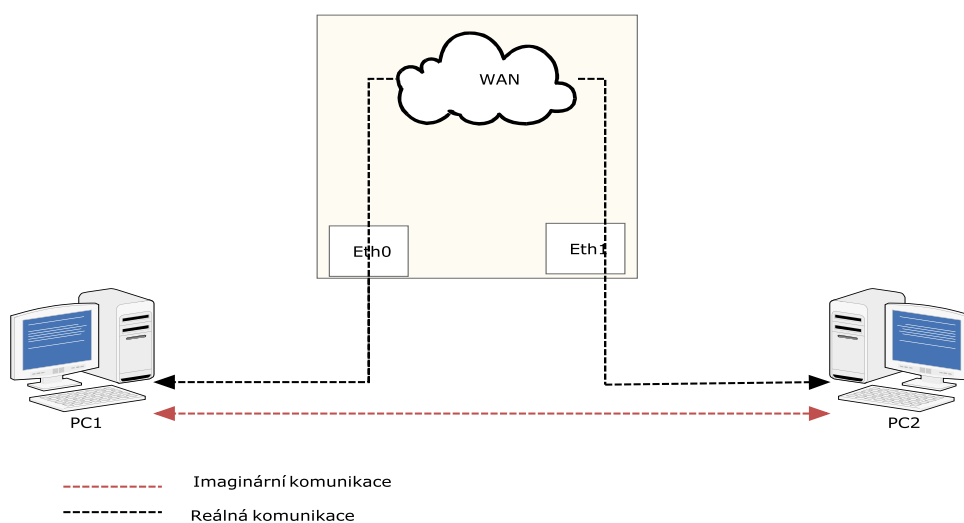 WAN
Eth0
Eth1
PC1
PC2
Imaginární komunikace
Reálná komunikace